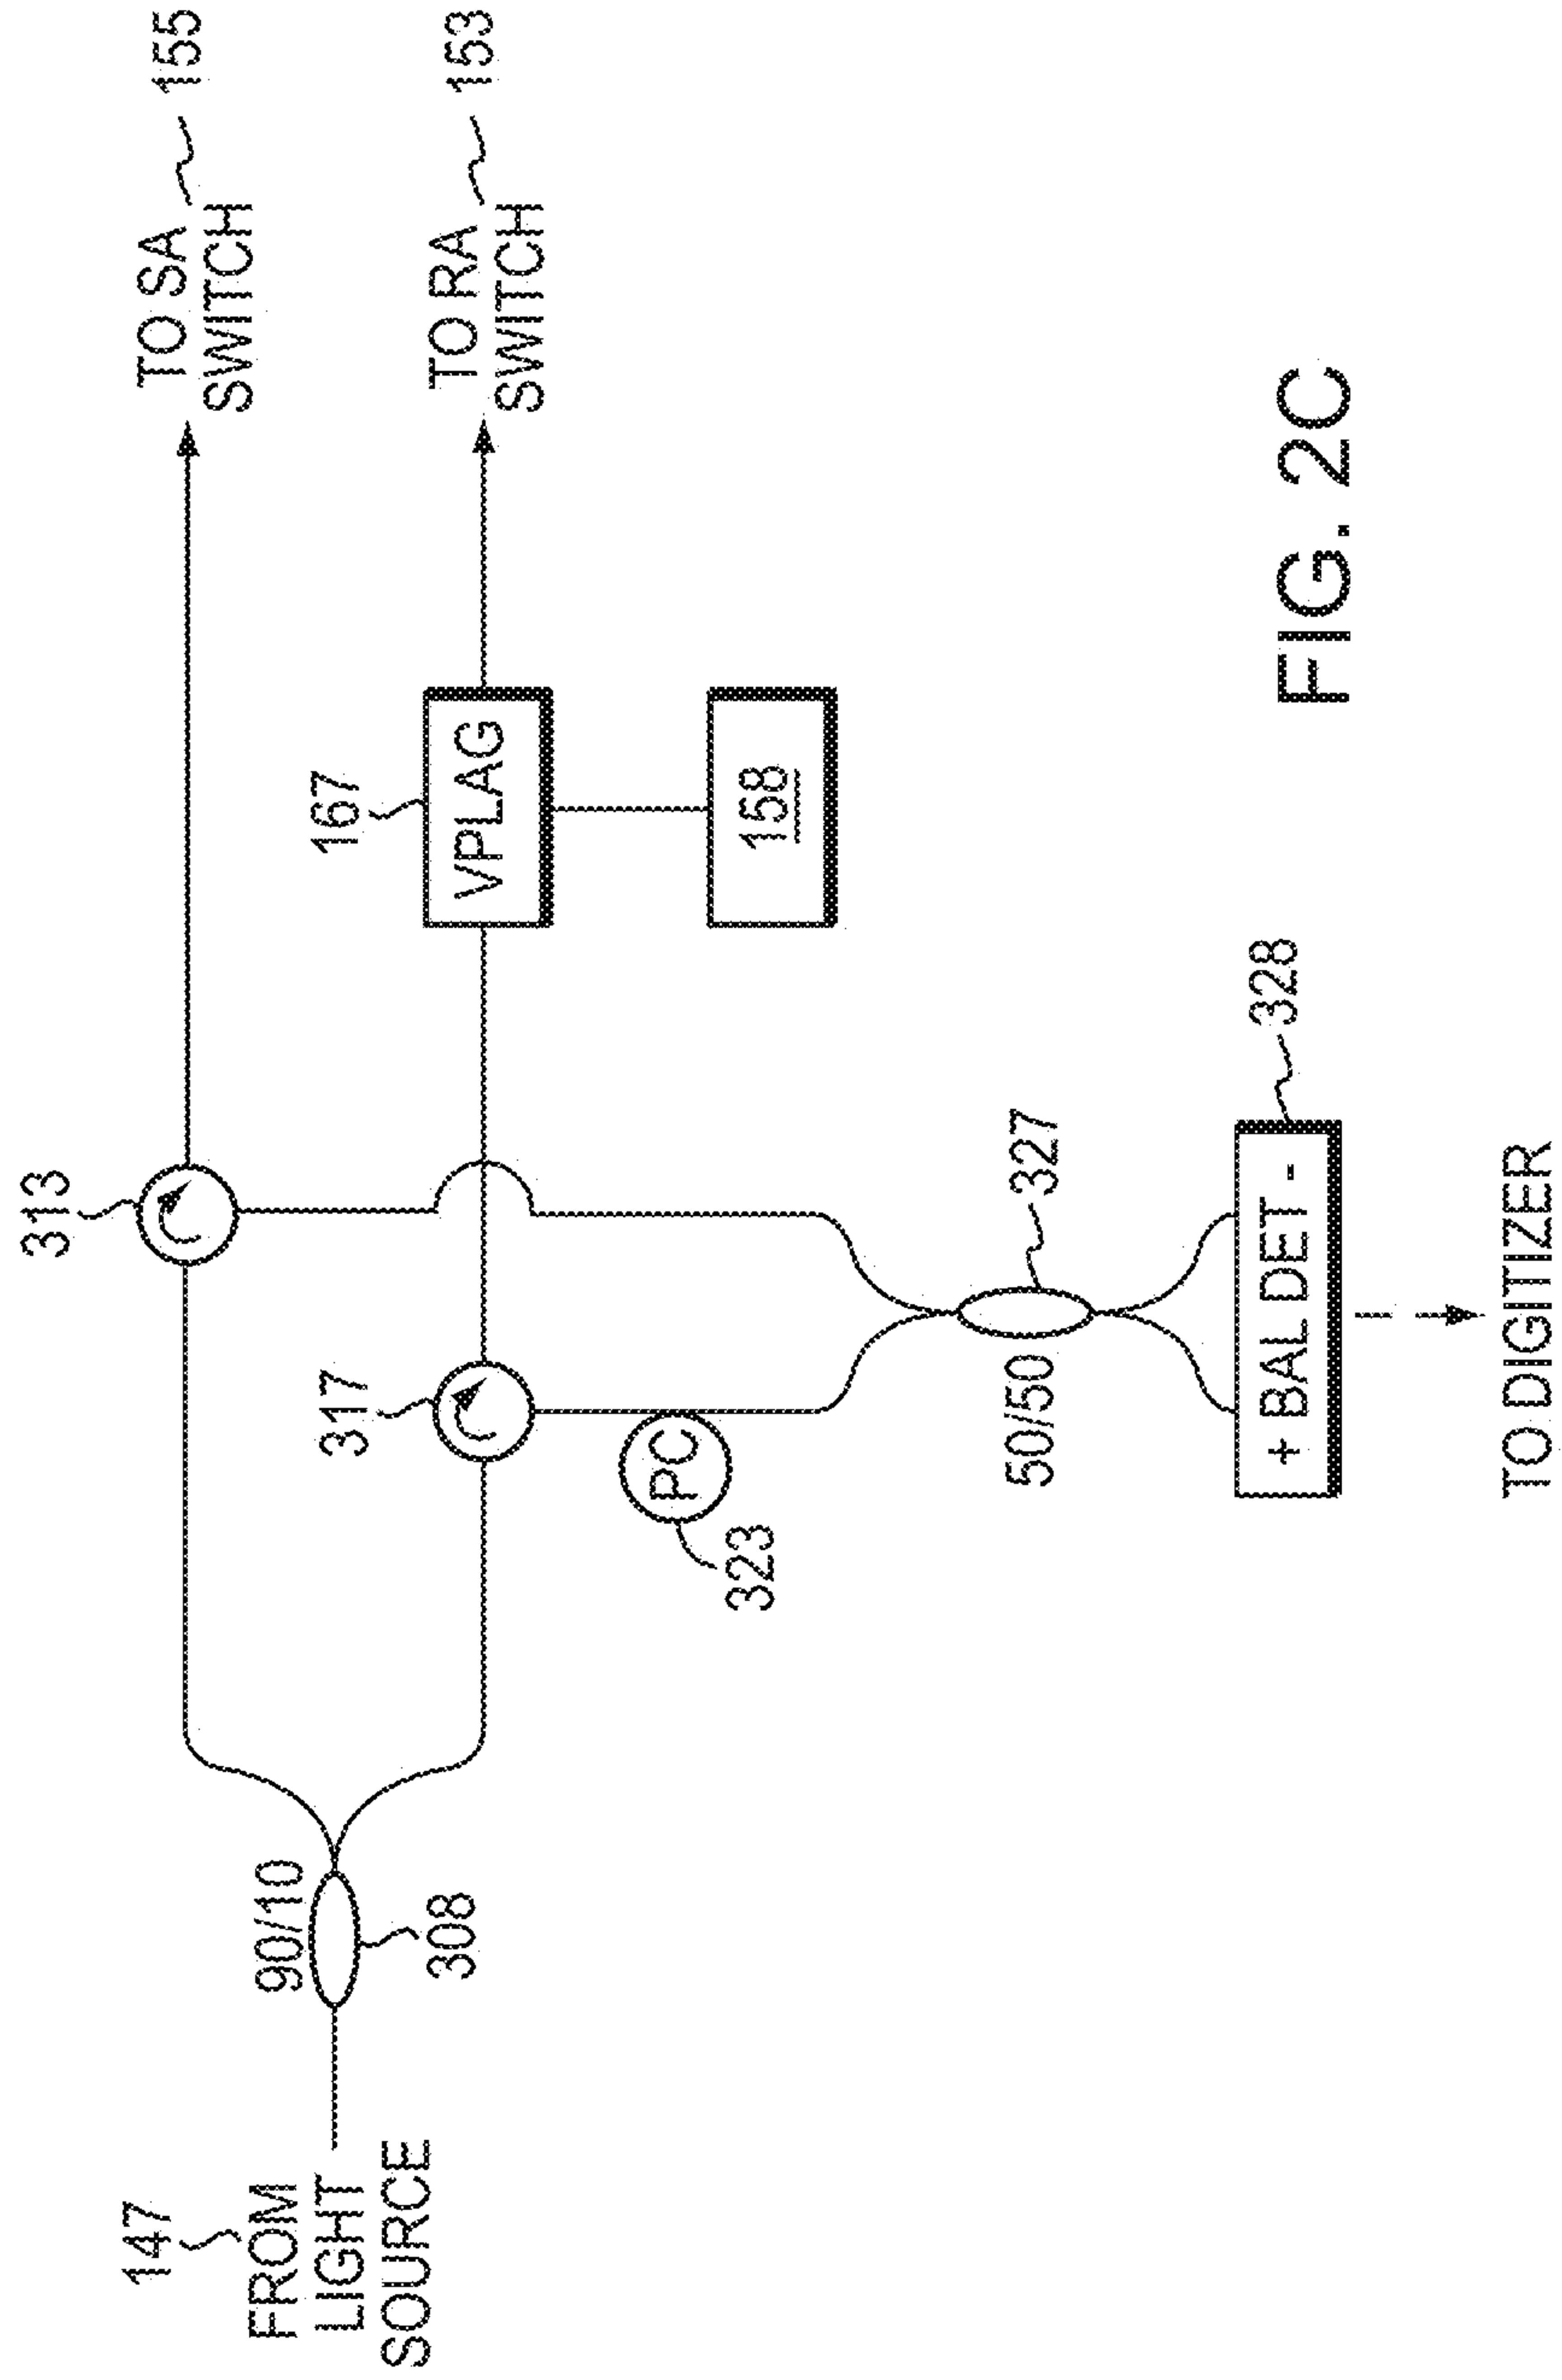 147
FROM
LIGHT
SOURCE
90/10
308
313
317
PC
323
167
VPLAG
158
TO SA
SWITCH
155
TO RA
SWITCH
153
50/50
327
+ BAL DET -
328
TO DIGITIZER
FIG. 2C